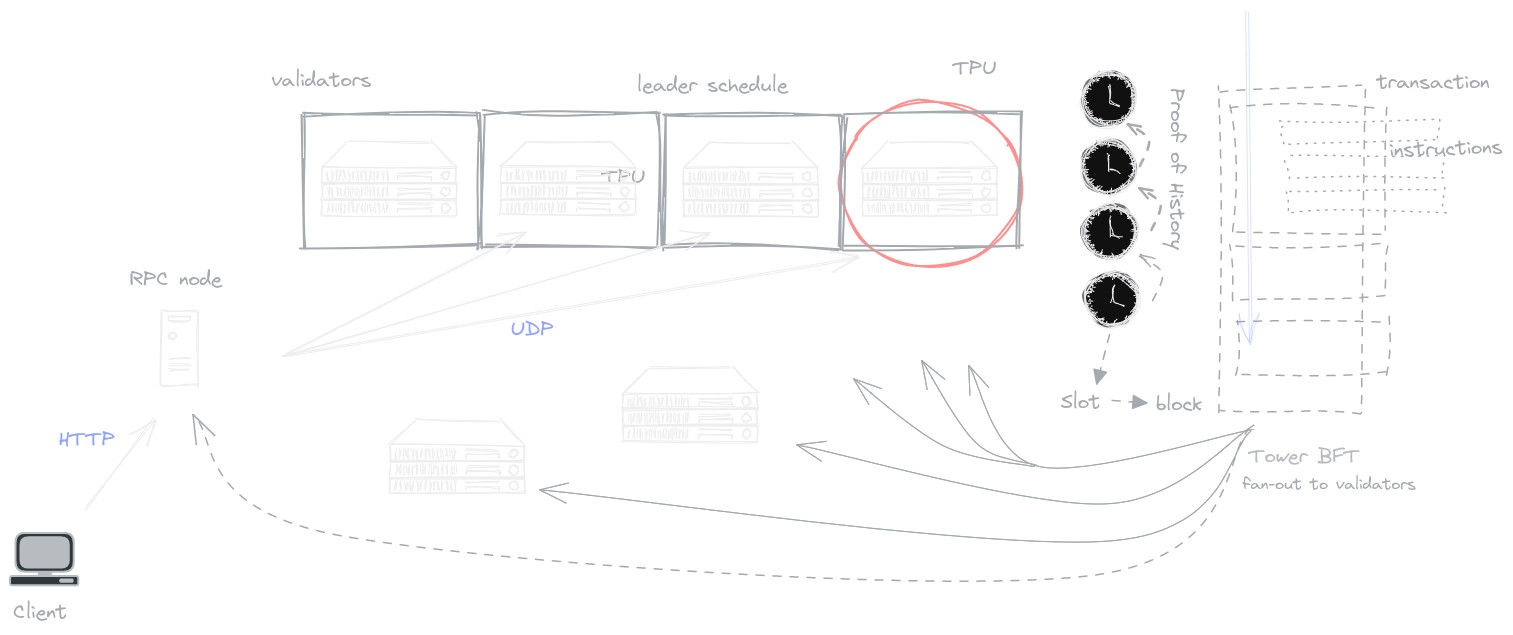 TPU
validators
leader schedule
transaction
Proof of History
instructions
TPU
RPC node
UDP
Slot
block
HTTP
Tower BFT
fan-out to validators
Client